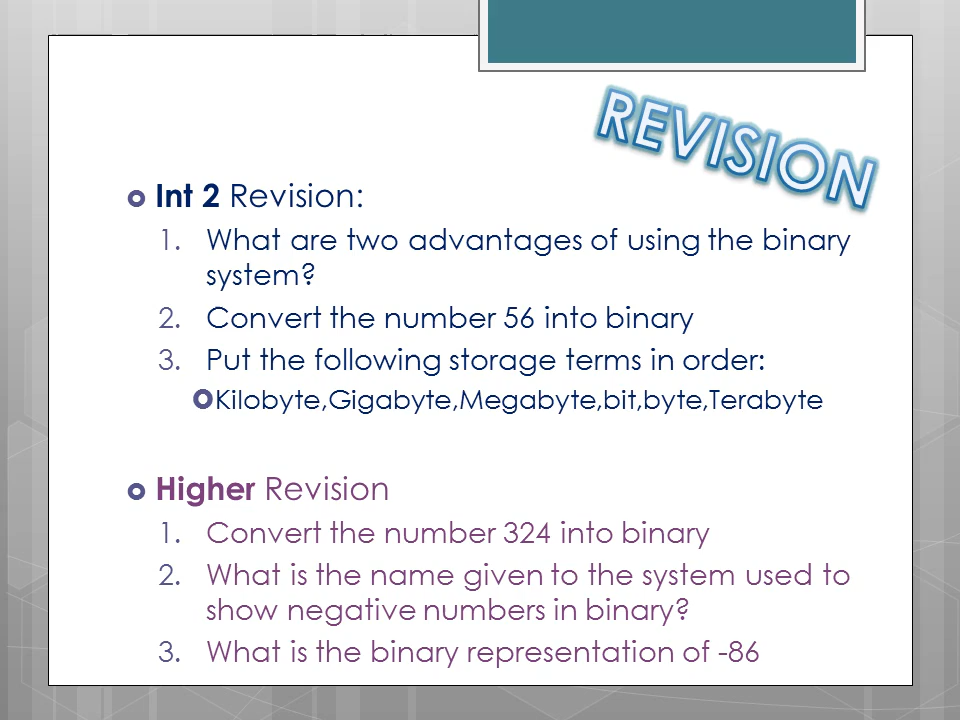 REVISION
Int 2 Revision:
1. What are two advantages of using the binary
system?
2. Convert the number 56 into binary
3. Put the following storage terms in order:
Kilobyte,Gigabyte,Megabyte,bit,byte,Terabyte
Higher Revision
1. Convert the number 324 into binary
2. What is the name given to the system used to
show negative numbers in binary?
3. What is the binary representation of -86